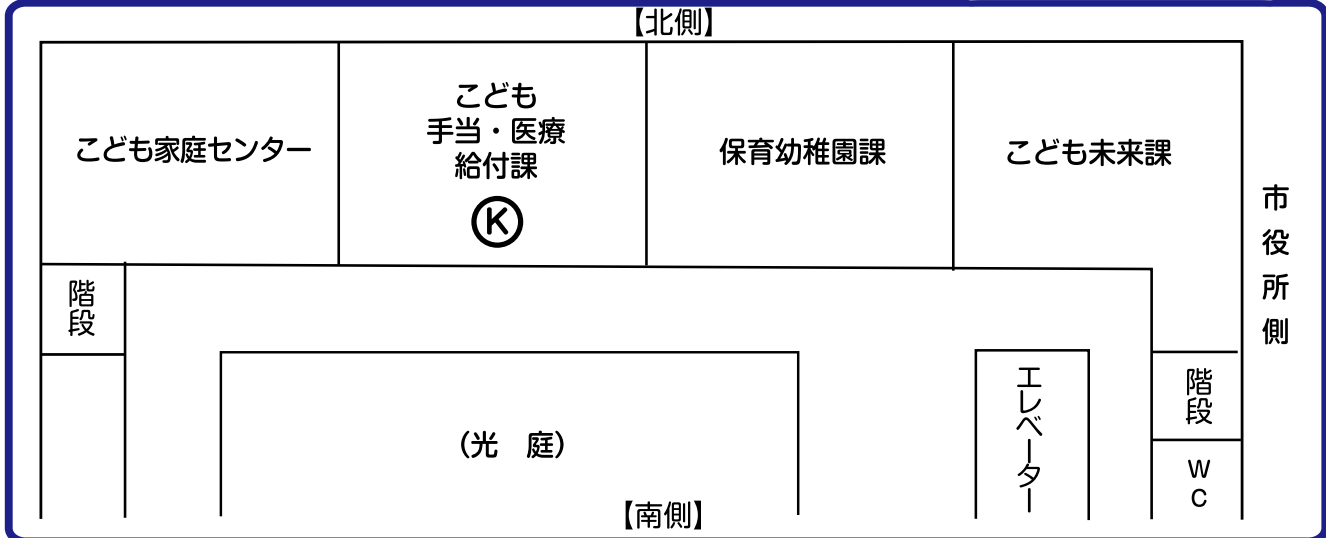 【北側】
こども家庭センター
こども
手当・医療
給付課
Ⓚ
保育幼稚園課
こども未来課
市役所側
階段
(光　庭)
エレベーター
階段
WC
【南側】